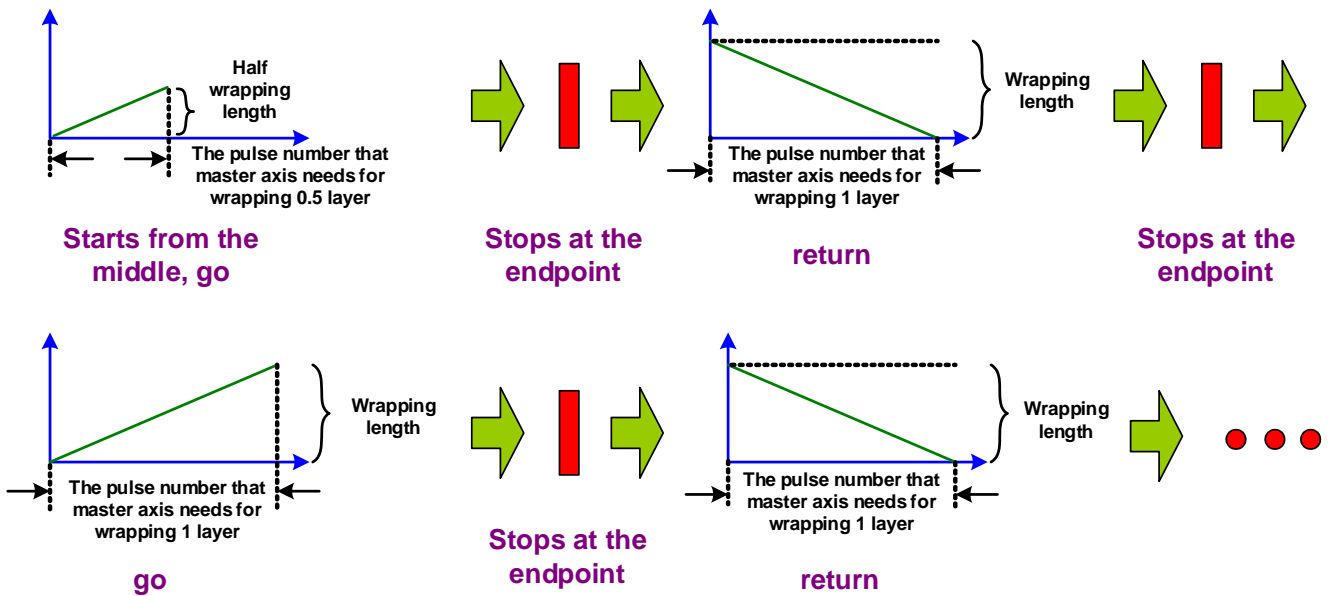 Half
wrapping
length
The pulse number that
master axis needs for
wrapping 0.5 layer
Starts from the
middle, go
Stops at the
endpoint
Wrapping
length
The pulse number that
master axis needs for
wrapping 1 layer
return
Stops at the
endpoint
Wrapping
length
The pulse number that
master axis needs for
wrapping 1 layer
go
Stops at the
endpoint
Wrapping
length
The pulse number that
master axis needs for
wrapping 1 layer
return